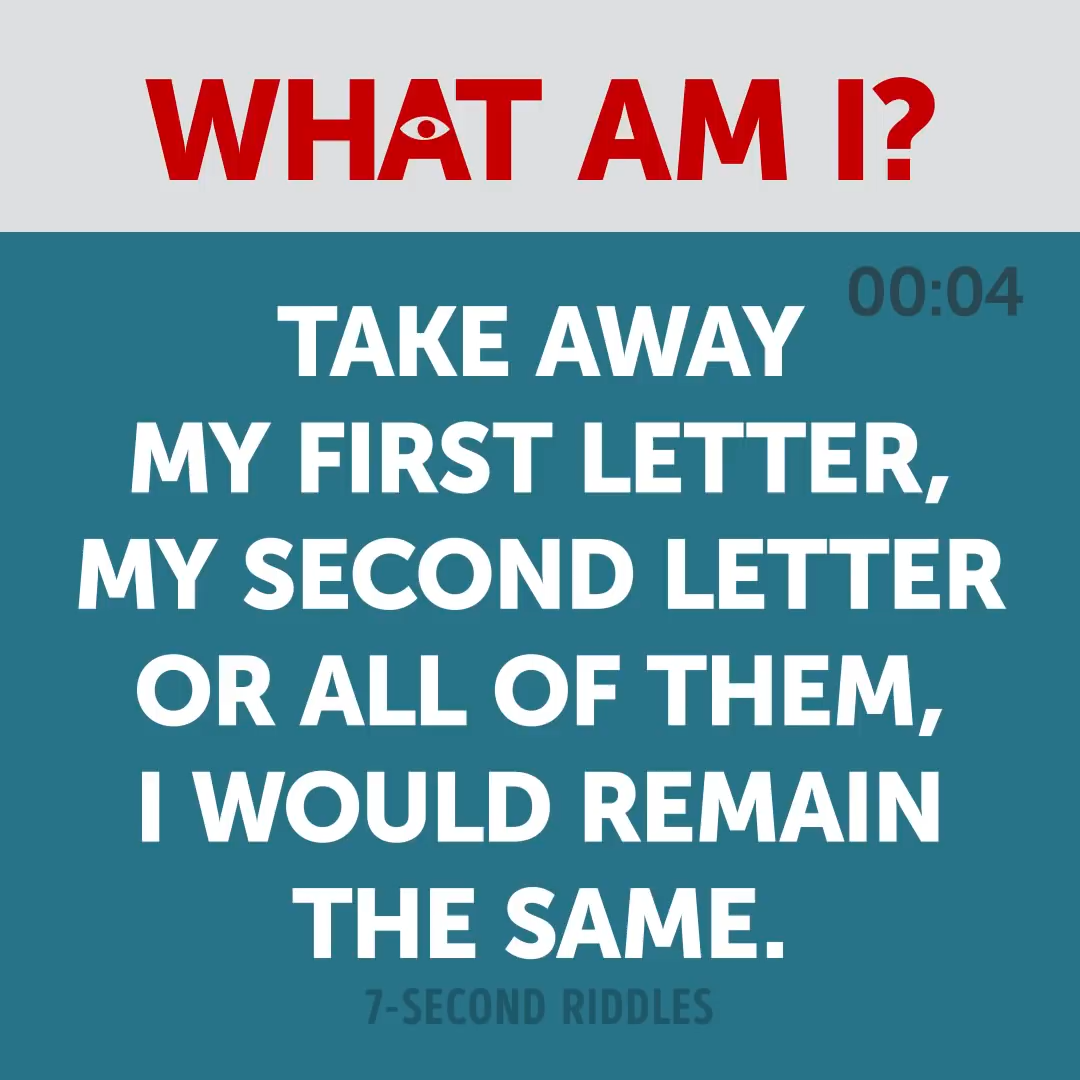 WHAT AM I?
00:04
TAKE AWAY
MY FIRST LETTER,
MY SECOND LETTER
OR ALL OF THEM,
I WOULD REMAIN
THE SAME.
7-SECOND RIDDLES